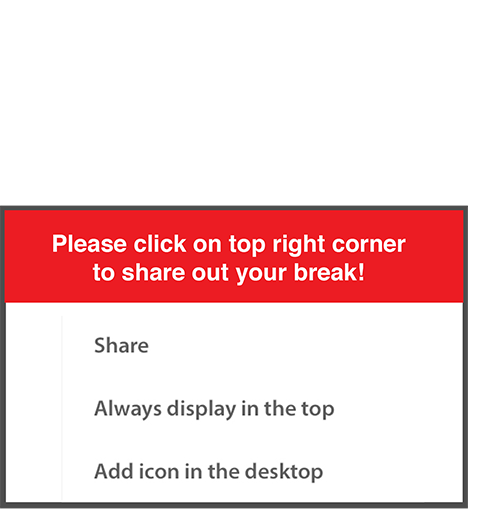 Please click on top right corner
to share out your break!
Share
Always display in the top
Add icon in the desktop